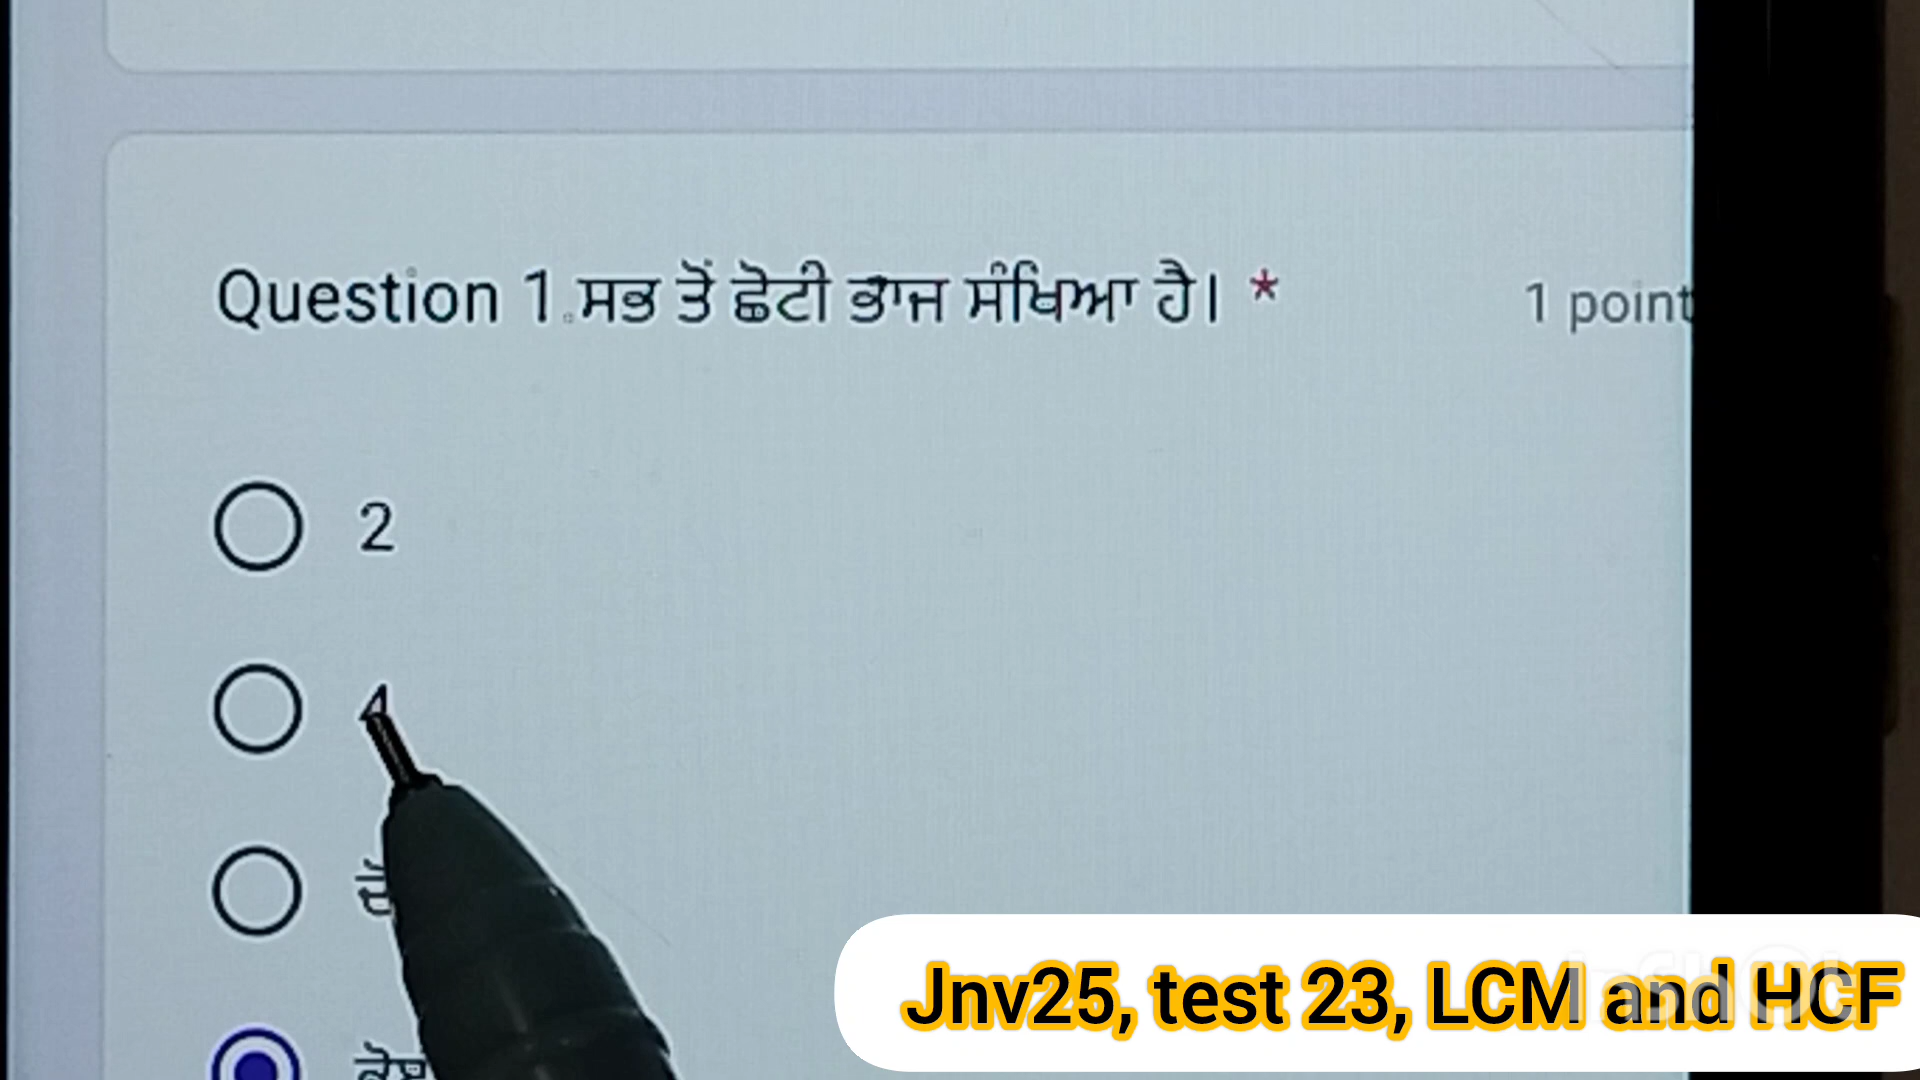 Question 1.ਸਭ ਤੋਂ ਛੋਟੀ ਭਾਜ ਸੰਖਿਆ ਹੈ। *
1 point
2
4
Jnv25, test 23, LCM and HCF